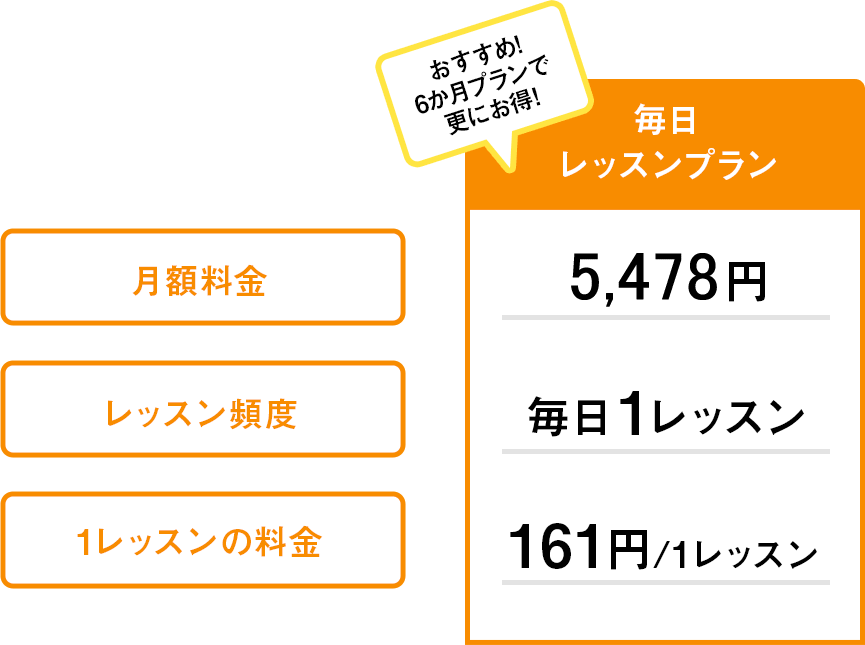 おすすめ!
6か月プランで
更にお得!
毎日
レッスンプラン
月額料金
5,478円
レッスン頻度
毎日1レッスン
1レッスンの料金
161円/1レッスン